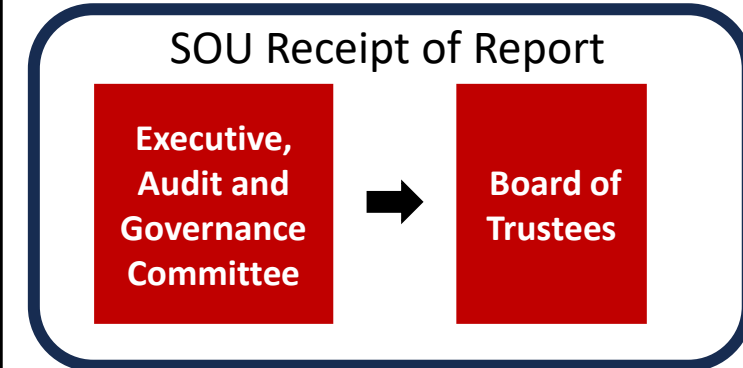 SOU Receipt of Report
Executive,
Audit and
Governance
Committee
Board of
Trustees